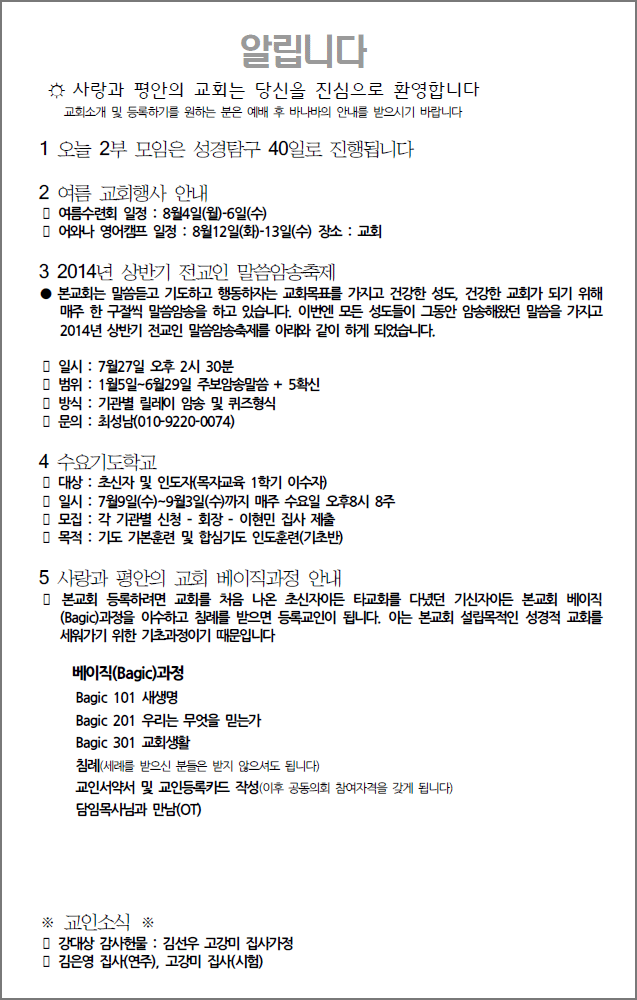 알립니다
☼ 사랑과 평안의 교회는 당신을 진심으로 환영합니다
교회소개 및 등록하기를 원하는 분은 예배 후 바나바의 안내를 받으시기 바랍니다
1 오늘 2부 모임은 성경탐구 40일로 진행됩니다
2 여름 교회행사 안내
▯ 여름수련회 일정 : 8월4일(월)-6일(수)
▯ 어와나 영어캠프 일정 : 8월12일(화)-13일(수) 장소 : 교회
3 2014년 상반기 전교인 말씀암송축제
● 본교회는 말씀듣고 기도하고 행동하자는 교회목표를 가지고 건강한 성도, 건강한 교회가 되기 위해
매주 한 구절씩 말씀암송을 하고 있습니다. 이번엔 모든 성도들이 그동안 암송해왔던 말씀을 가지고
2014년 상반기 전교인 말씀암송축제를 아래와 같이 하게 되었습니다.
▯ 일시 : 7월27일 오후 2시 30분
▯ 범위 : 1월5일~6월29일 주보암송말씀 + 5확신
▯ 방식 : 기관별 릴레이 암송 및 퀴즈형식
▯ 문의 : 최성남(010-9220-0074)
4 수요기도학교
▯ 대상 : 초신자 및 인도자(목자교육 1학기 이수자)
▯ 일시 : 7월9일(수)~9월3일(수)까지 매주 수요일 오후8시 8주
▯ 모집 : 각 기관별 신청 - 회장 - 이현민 집사 제출
▯ 목적 : 기도 기본훈련 및 합심기도 인도훈련(기초반)
5 사랑과 평안의 교회 베이직과정 안내
▯ 본교회 등록하려면 교회를 처음 나온 초신자이든 타교회를 다녔던 기신자이든 본교회 베이직
(Bagic)과정을 이수하고 침례를 받으면 등록교인이 됩니다. 이는 본교회 설립목적인 성경적 교회를
세워가기 위한 기초과정이기 때문입니다
베이직(Bagic)과정
Bagic 101 새생명
Bagic 201 우리는 무엇을 믿는가
Bagic 301 교회생활
침례(세례를 받으신 분들은 받지 않으셔도 됩니다)
교인서약서 및 교인등록카드 작성(이후 공동의회 참여자격을 갖게 됩니다)
담임목사님과 만남(OT)
※ 교인소식 ※
▯ 강대상 감사헌물 : 김선우 고강미 집사가정
▯ 김은영 집사(연주), 고강미 집사(시험)